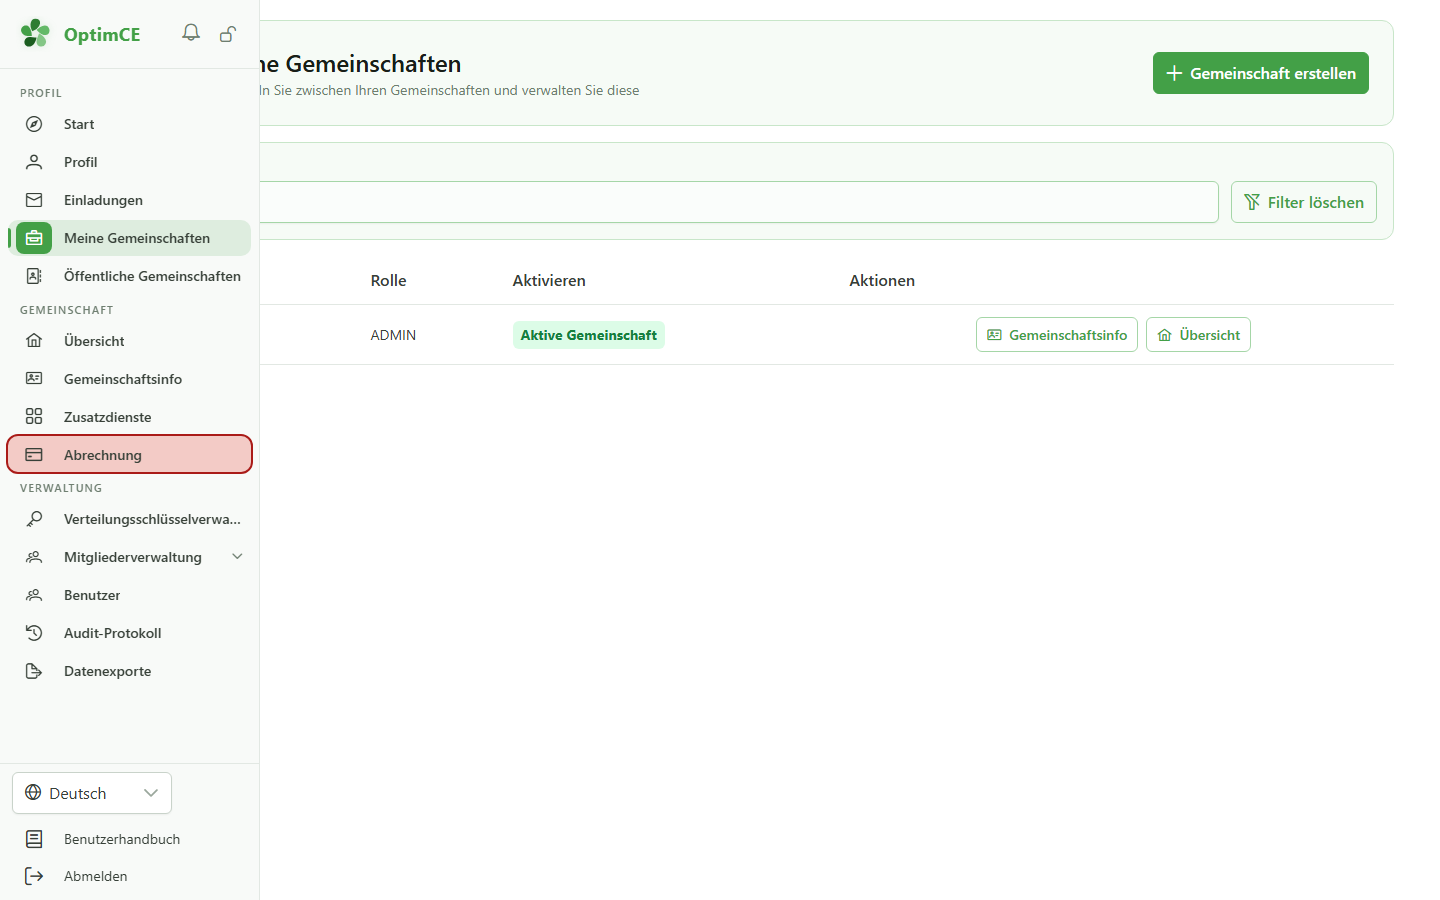 OptimCE
PROFIL
Start
Profil
Einladungen
Meine Gemeinschaften
Öffentliche Gemeinschaften
GEMEINSCHAFT
Übersicht
Gemeinschaftsinfo
Zusatzdienste
Abrechnung
VERWALTUNG
Verteilungsschlüsselverwa...
Mitgliederverwaltung
Benutzer
Audit-Protokoll
Datenexporte
Deutsch
Benutzerhandbuch
Abmelden
ne Gemeinschaften
ln Sie zwischen Ihren Gemeinschaften und verwalten Sie diese
Gemeinschaft erstellen
Filter löschen
Rolle Aktivieren Aktionen
ADMIN Aktive Gemeinschaft Gemeinschaftsinfo Übersicht